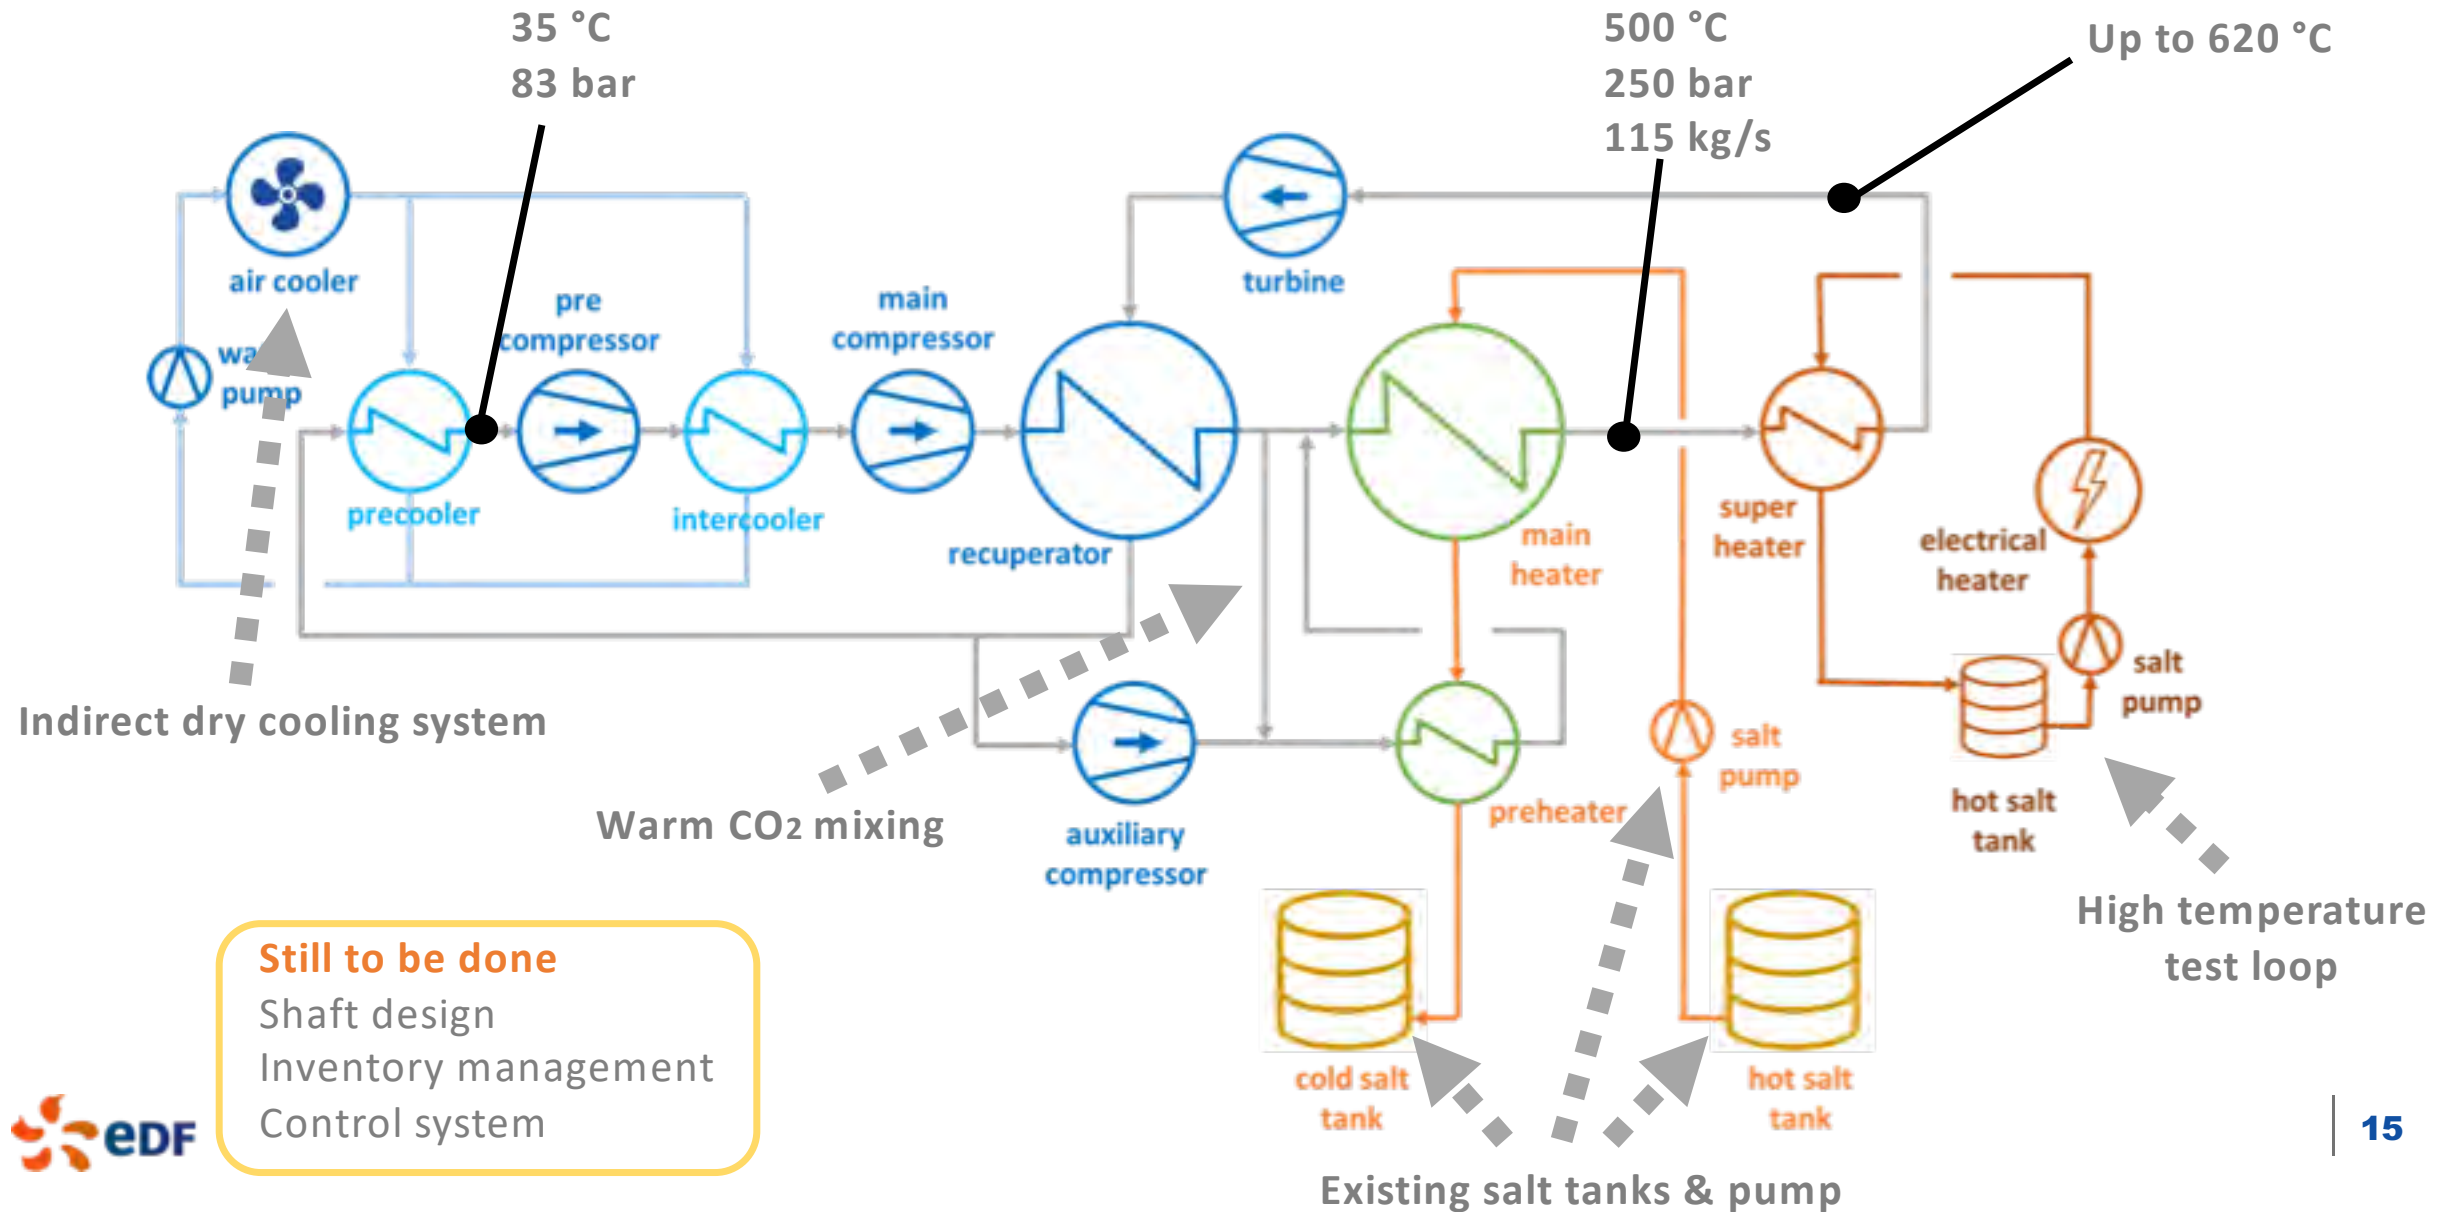 35 °C
83 bar
500 °C
250 bar
115 kg/s
Up to 620 °C
air cooler
pre
compressor
main
compressor
turbine
pump
precooler
intercooler
recuperator
main
heater
super
heater
electrical
heater
salt
pump
Indirect dry cooling system
Warm CO2 mixing
auxiliary
compressor
preheater
salt
pump
hot salt
tank
High temperature
test loop
Still to be done
Shaft design
Inventory management
Control system
cold salt
tank
hot salt
tank
Existing salt tanks & pump
eDF
15